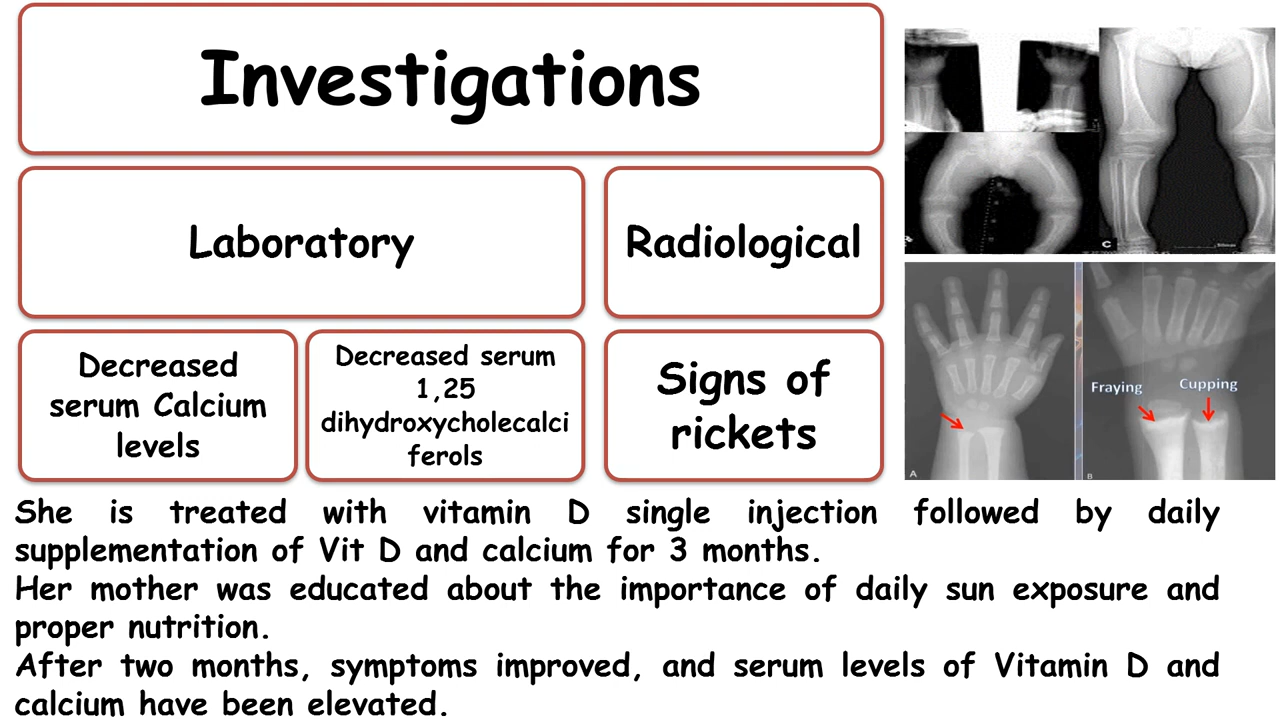 Investigations
Laboratory
Radiological
Decreased
serum Calcium
levels
Decreased serum
1,25
dihydroxycholecalci
ferols
Signs of
rickets
C
Fraying
Cupping
A
B
She is treated with vitamin D single injection followed by daily
supplementation of Vit D and calcium for 3 months.
Her mother was educated about the importance of daily sun exposure and
proper nutrition.
After two months, symptoms improved, and serum levels of Vitamin D and
calcium have been elevated.